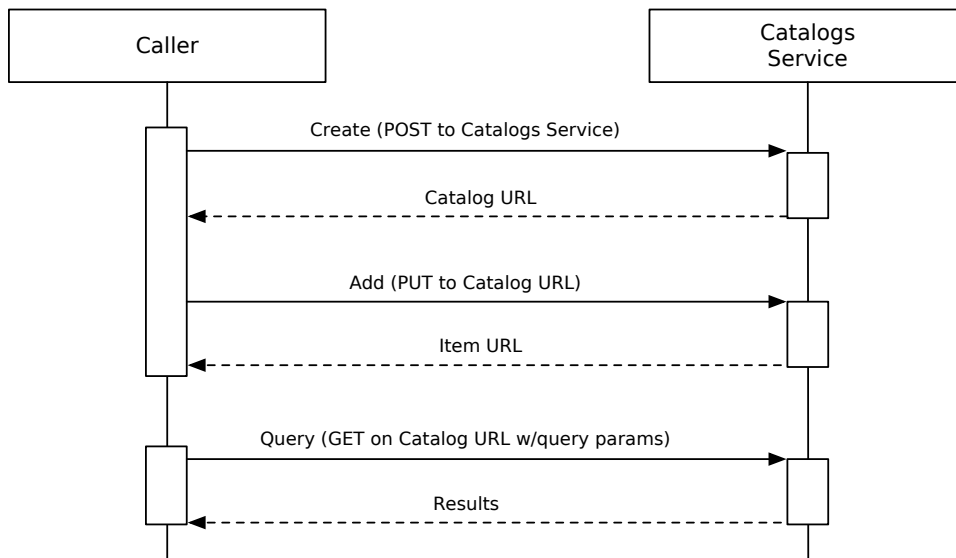 Caller
Catalogs
Service
Create (POST to Catalogs Service)
Catalog URL
Add (PUT to Catalog URL)
Item URL
Query (GET on Catalog URL w/query params)
Results